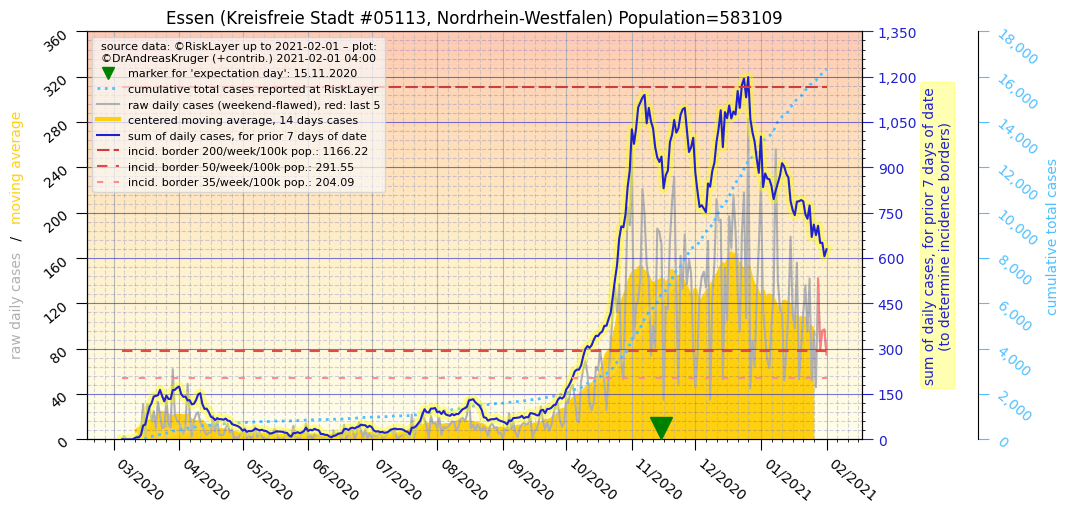 Essen (Kreisfreie Stadt #05113, Nordrhein-Westfalen) Population=583109
source data: ©RiskLayer up to 2021-02-01 – plot:
©DrAndreasKruger (+contrib.) 2021-02-01 04:00
marker for 'expectation day': 15.11.2020
cumulative total cases reported at RiskLayer
raw daily cases (weekend-flawed), red: last 5
centered moving average, 14 days cases
sum of daily cases, for prior 7 days of date
incid. border 200/week/100k pop.: 1166.22
incid. border 50/week/100k pop.: 291.55
incid. border 35/week/100k pop.: 204.09
raw daily cases / moving average
360
320
280
240
200
160
120
80
40
0
03/2020
04/2020
05/2020
06/2020
07/2020
08/2020
09/2020
10/2020
11/2020
12/2020
01/2021
02/2021
1,350
1,200
1,050
900
750
600
450
300
150
0
sum of daily cases, for prior 7 days of date
(to determine incidence borders)
18,000
16,000
14,000
12,000
10,000
8,000
6,000
4,000
2,000
0
cumulative total cases